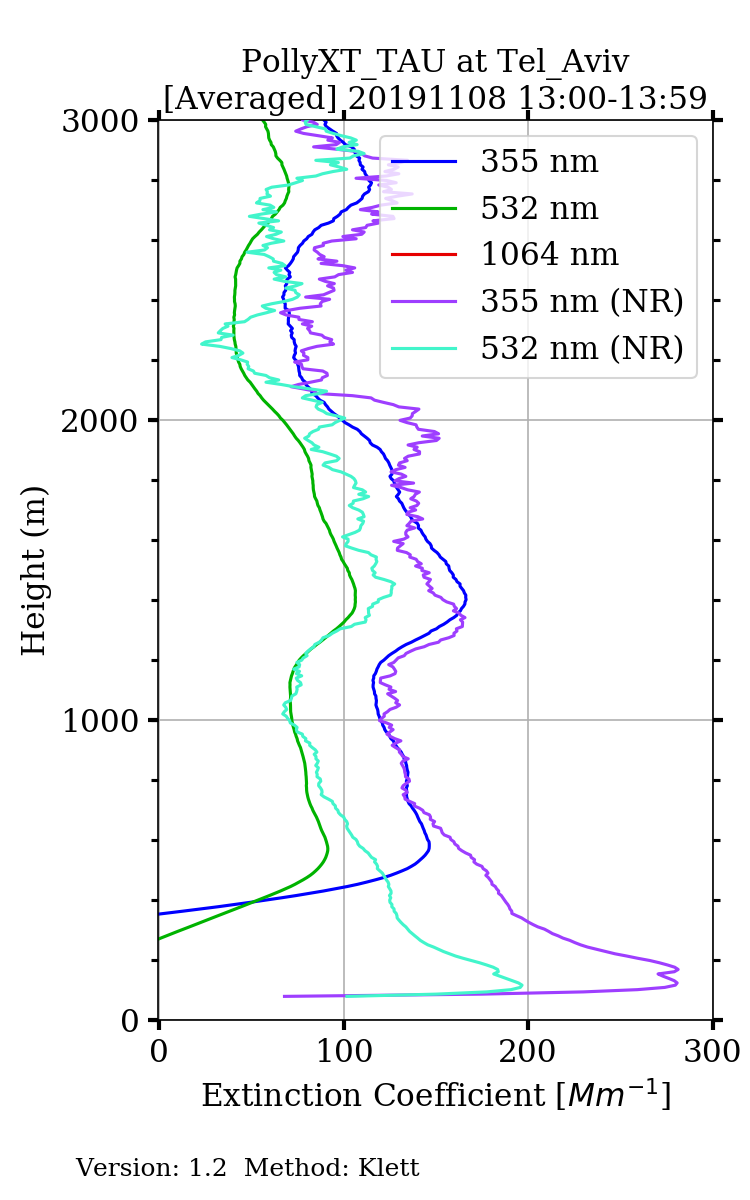 PollyXT_TAU at Tel_Aviv
[Averaged] 20191108 13:00-13:59
3000
355 nm
532 nm
1064 nm
355 nm (NR)
532 nm (NR)
2000
Height (m)
1000
0
0 100 200 300
Extinction Coefficient [Mm⁻¹]
Version: 1.2 Method: Klett